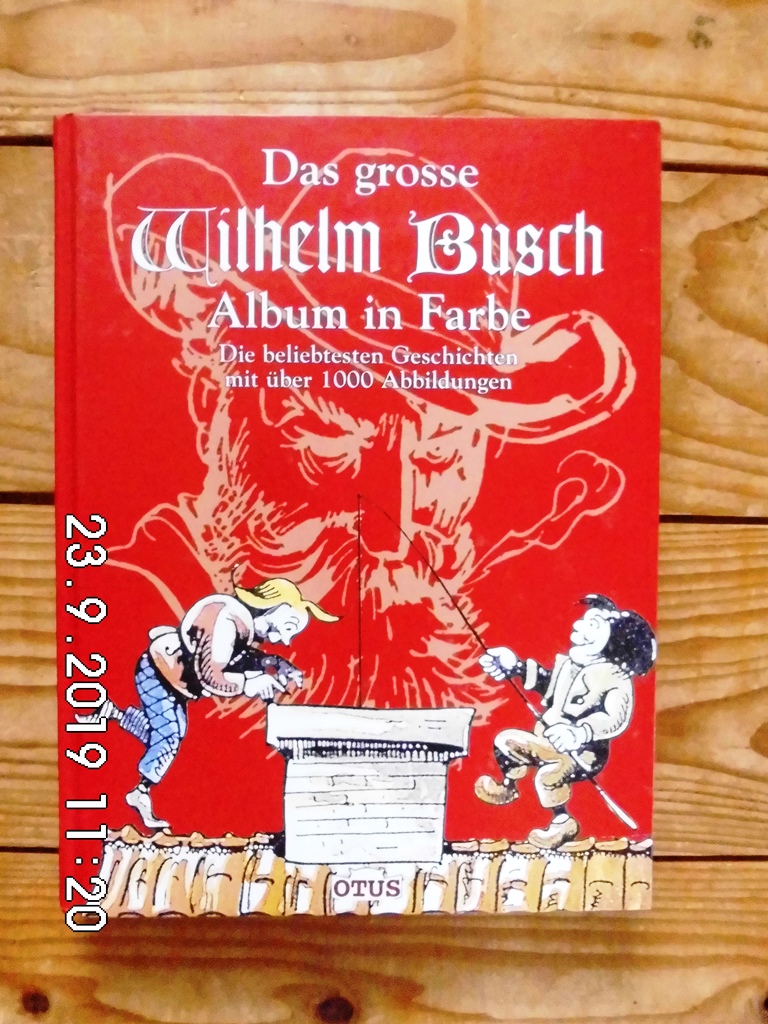 Das grosse
Wilhelm Busch
Album in Farbe
Die beliebtesten Geschichten
mit über 1000 Abbildungen
OTUS
23.9.2019 11:20